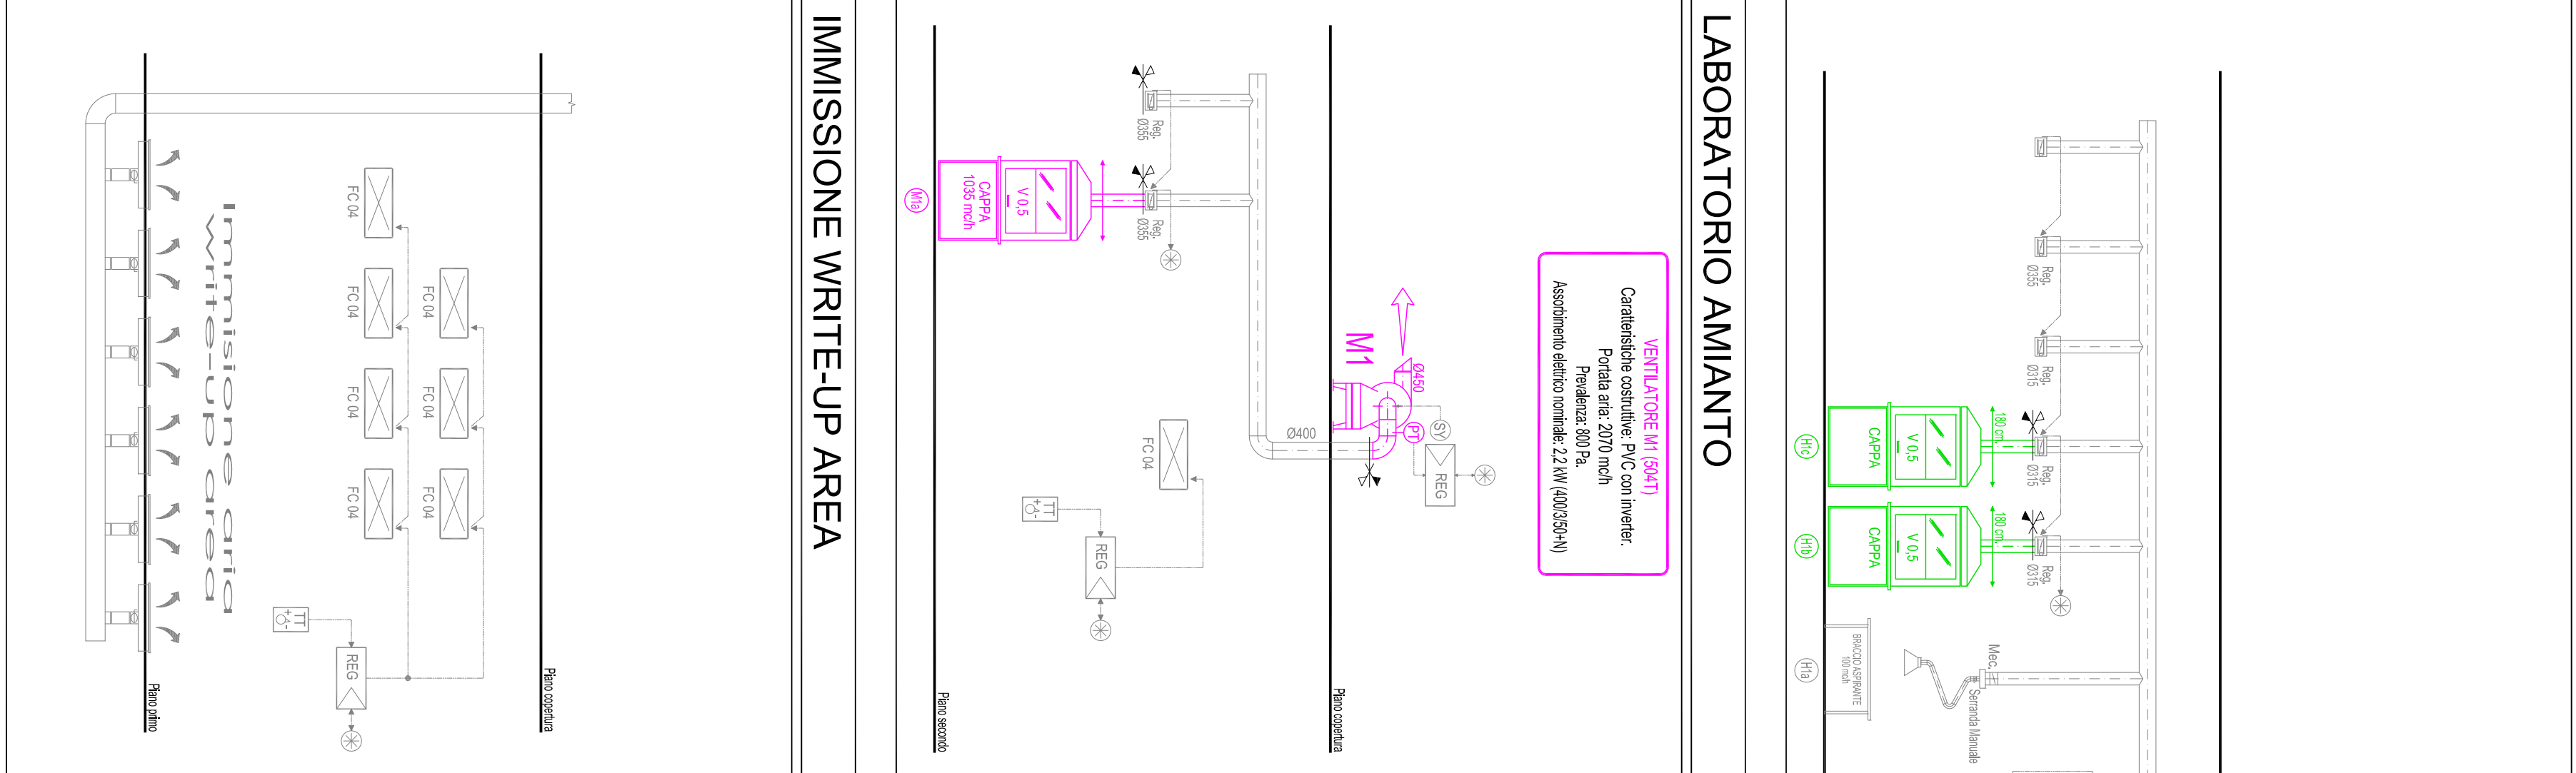 Reg.
Ø355
Reg.
Ø315
Reg.
Ø315
Reg.
Ø315
180 cm.
180 cm.
Mec.
Serranda Manuale
V 0,5
V 0,5
CAPPA
CAPPA
BRACCIO ASPIRANTE
100 mc/h
H1c
H1b
H1a
LABORATORIO AMIANTO
VENTILATORE M1 (504T)
Caratteristiche costruttive: PVC con inverter.
Portata aria: 2070 mc/h
Prevalenza: 800 Pa.
Assorbimento elettrico nominale: 2,2 kW (400/3/50+N)
REG
SY
PT
Ø450
M1
Piano copertura
Ø400
Reg.
Ø355
Reg.
Ø355
FC 04
REG
TT
+ -
V 0,5
CAPPA
1035 mc/h
M1a
Piano secondo
IMMISSIONE WRITE-UP AREA
Piano copertura
FC 04
FC 04
FC 04
FC 04
FC 04
FC 04
FC 04
REG
TT
+ -
Immisione aria
write-up area
Piano primo